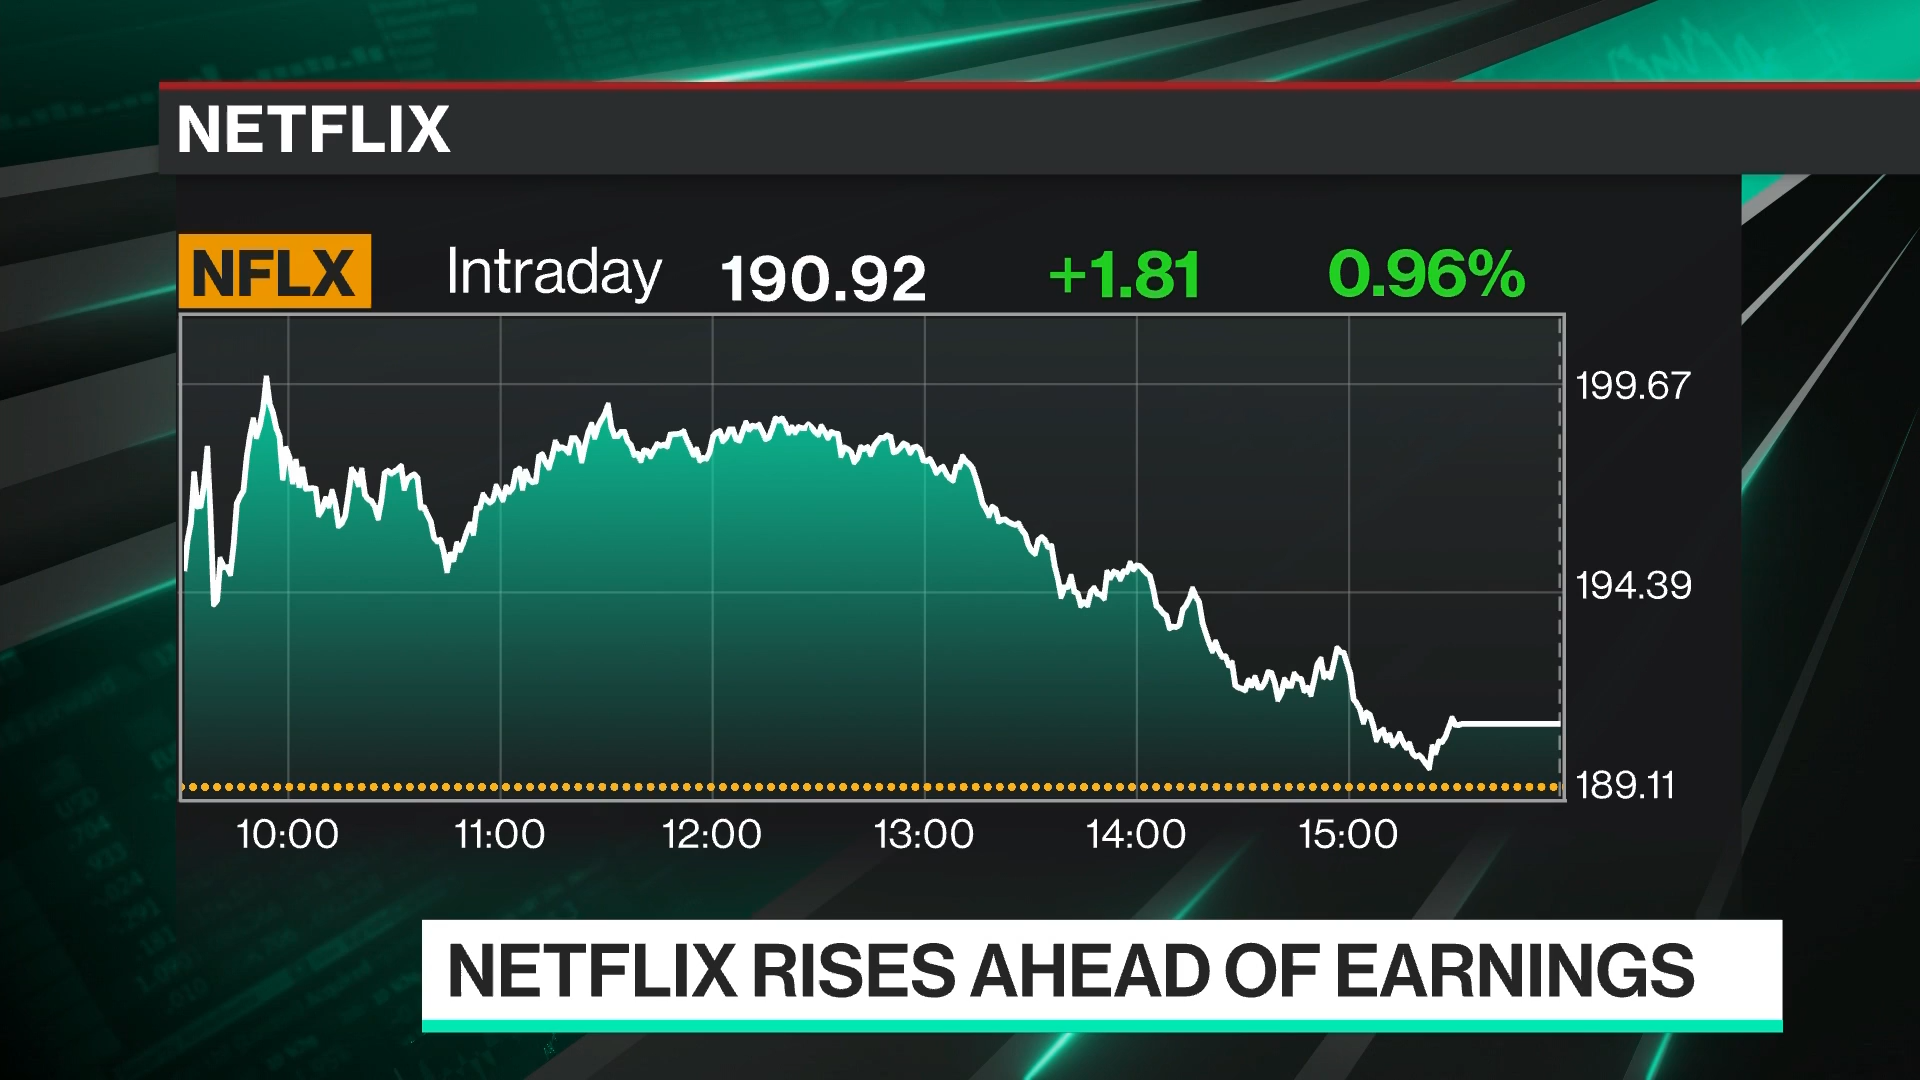 NETFLIX
NFLX Intraday 190.92 +1.81 0.96%
199.67
194.39
189.11
10:00 11:00 12:00 13:00 14:00 15:00
NETFLIX RISES AHEAD OF EARNINGS